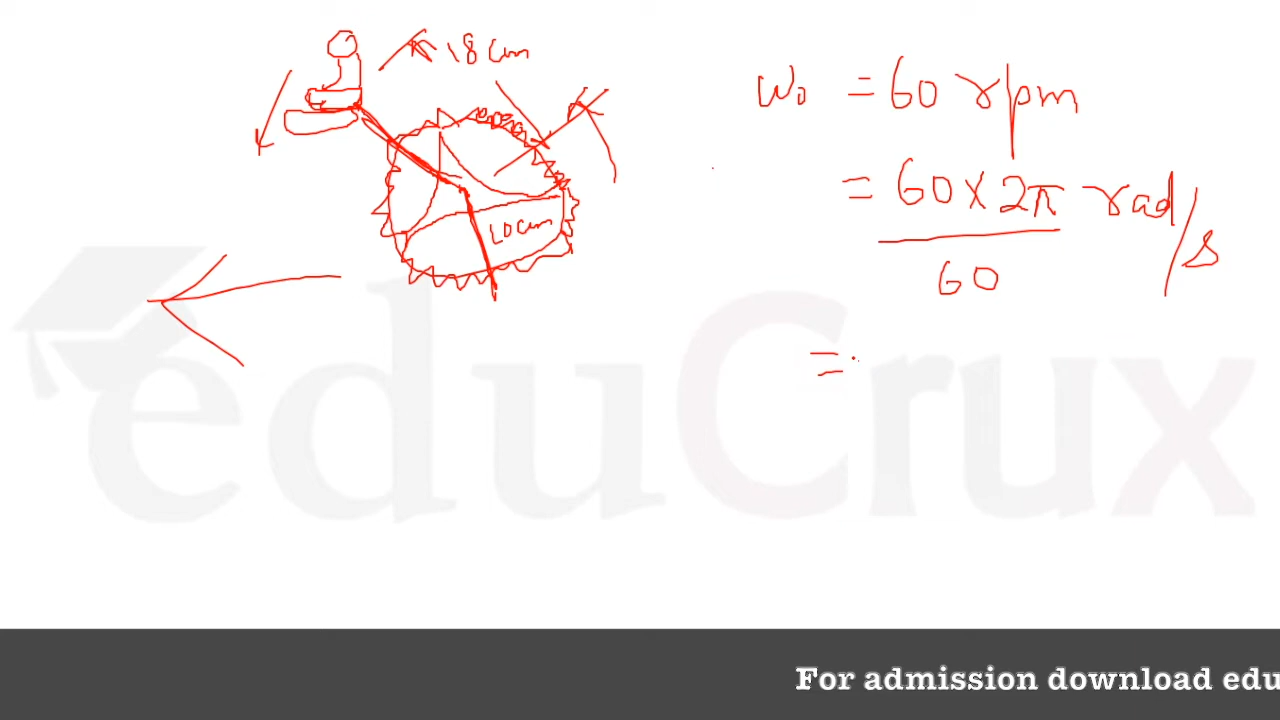 18 cm
10 cm
ω₀ = 60 rpm
= 60 × 2π rad/s
60
=
eduCrux
For admission download edu